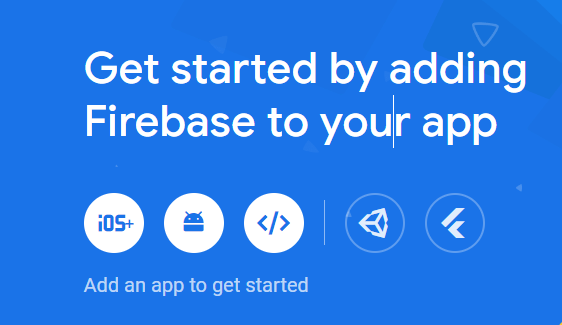 Get started by adding
Firebase to your app
iOS+
Add an app to get started